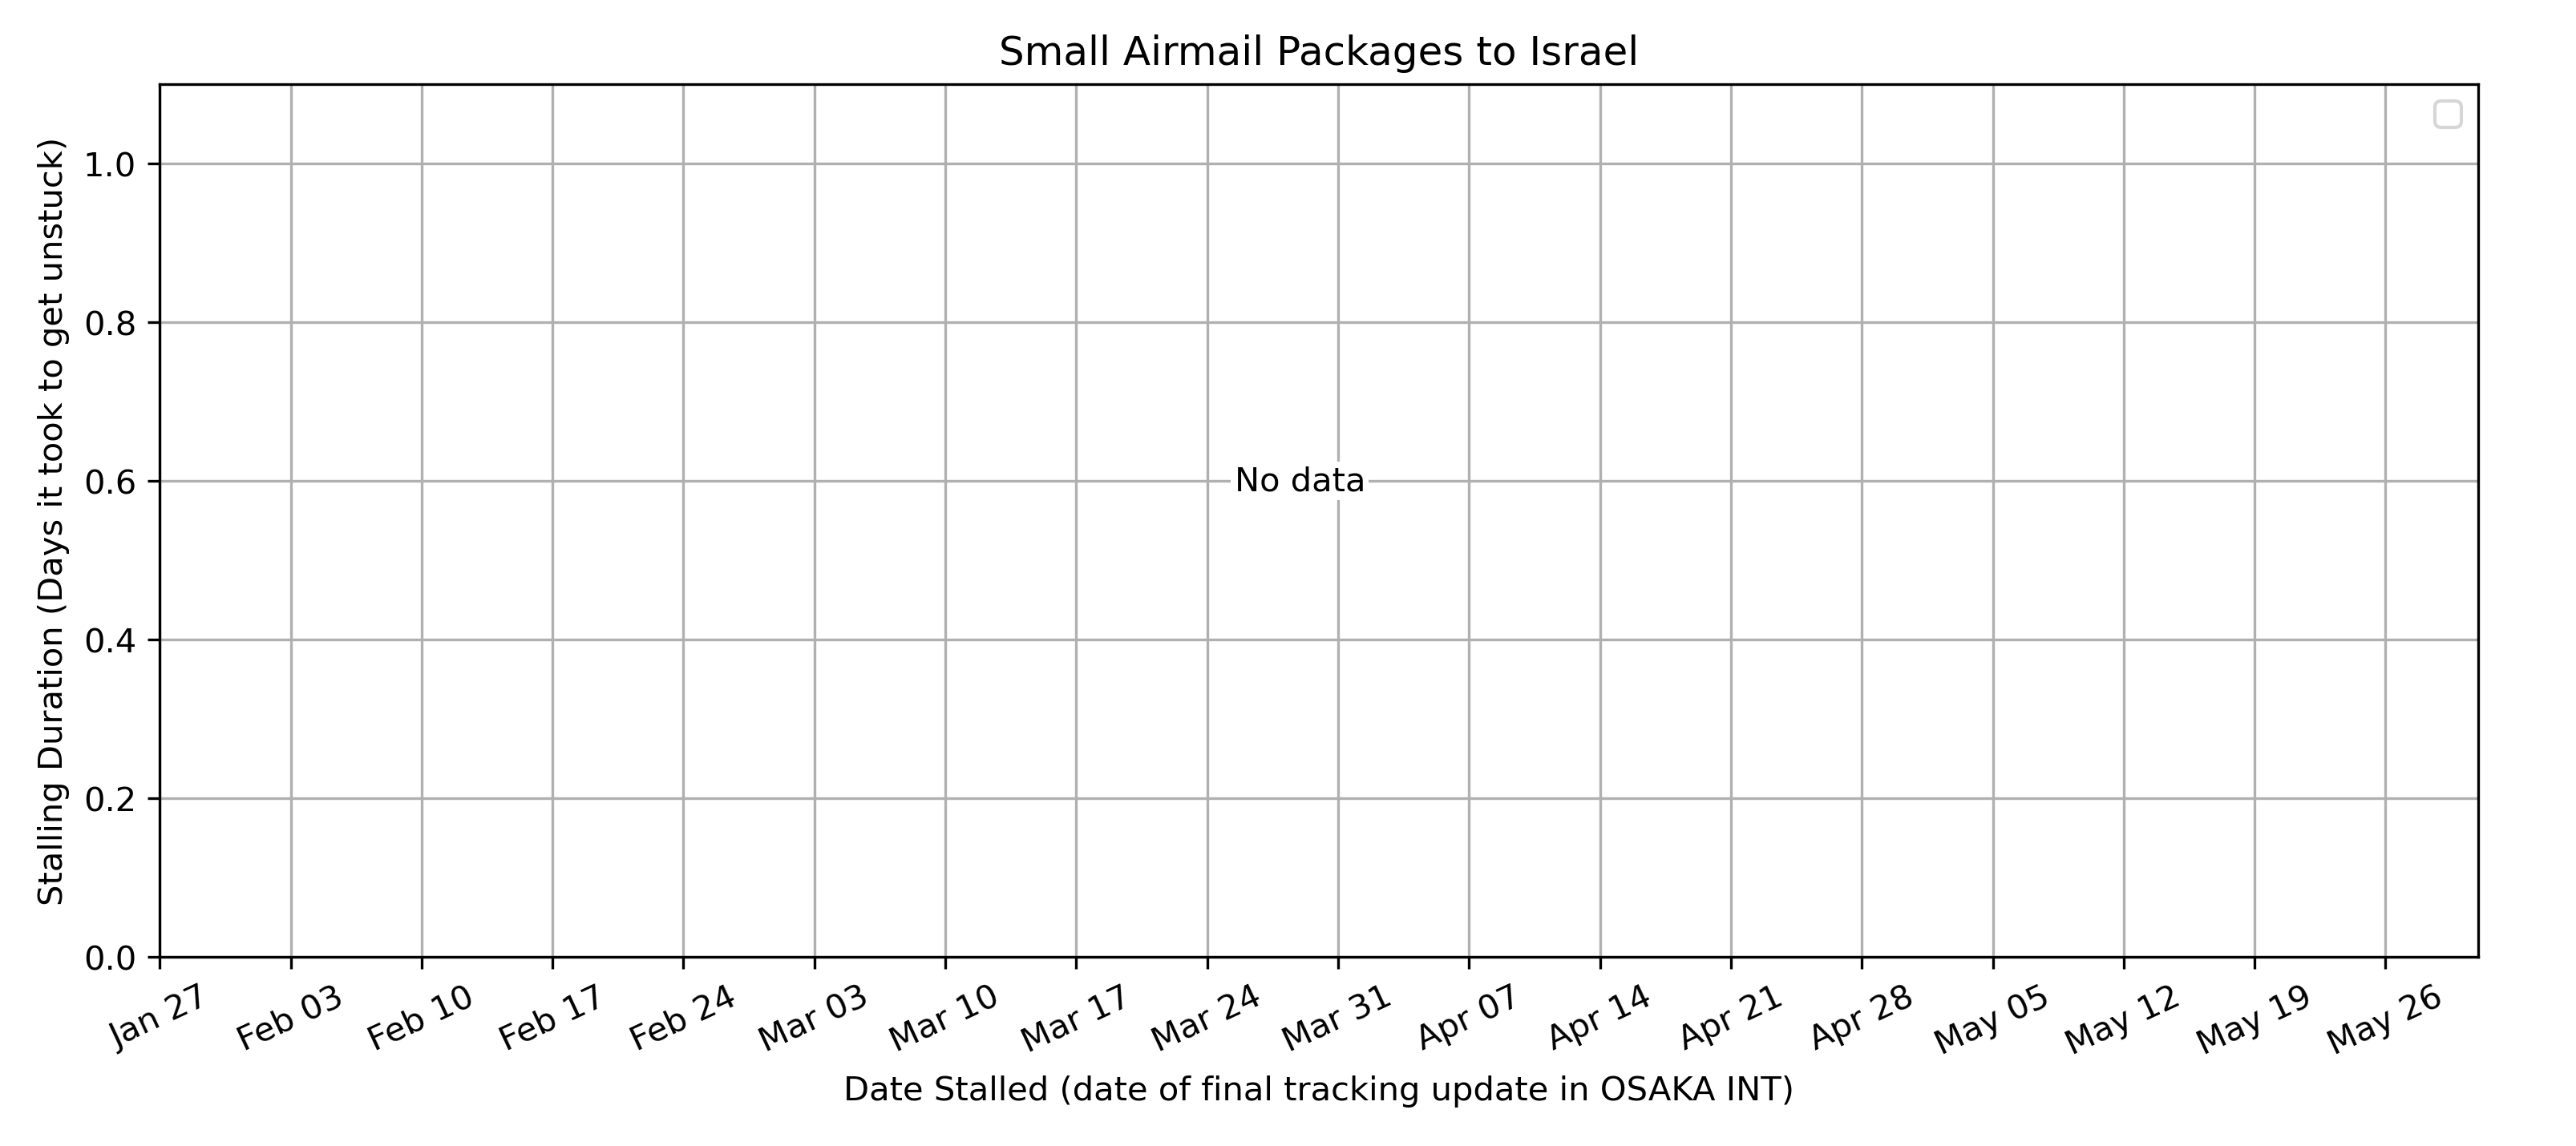 Small Airmail Packages to Israel
Stalling Duration (Days it took to get unstuck)
1.0
0.8
0.6
0.4
0.2
0.0
No data
Jan 27 Feb 03 Feb 10 Feb 17 Feb 24 Mar 03 Mar 10 Mar 17 Mar 24 Mar 31 Apr 07 Apr 14 Apr 21 Apr 28 May 05 May 12 May 19 May 26
Date Stalled (date of final tracking update in OSAKA INT)